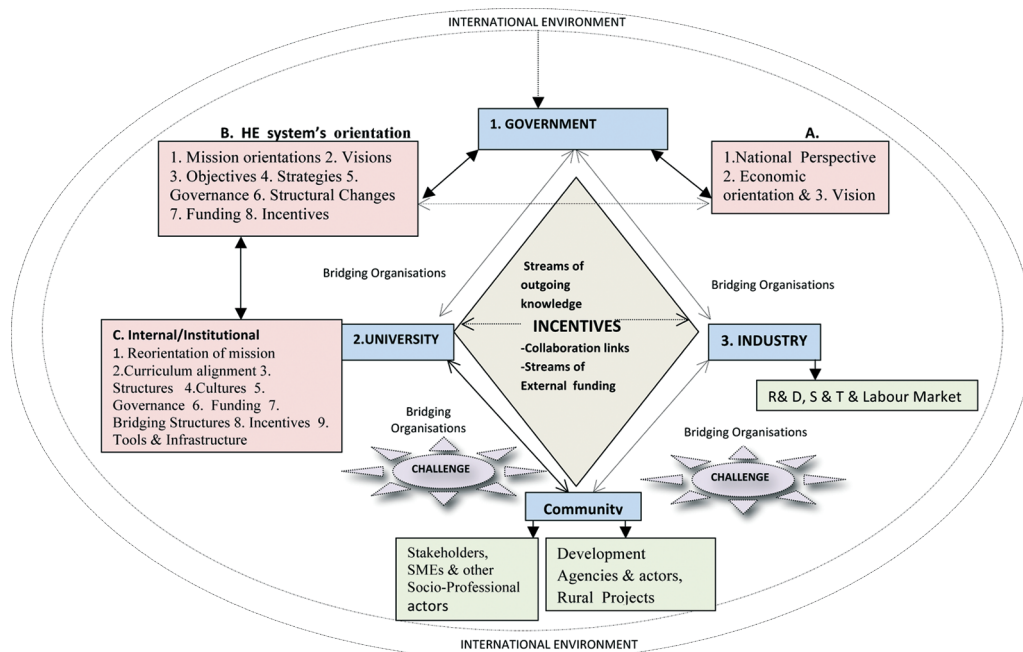 INTERNATIONAL ENVIRONMENT
1. GOVERNMENT
B. HE system's orientation
1. Mission orientations 2. Visions
3. Objectives 4. Strategies 5.
Governance 6. Structural Changes
7. Funding 8. Incentives
A.
1.National Perspective
2. Economic
orientation & 3. Vision
Bridging Organisations
Bridging Organisations
Streams of
outgoing
knowledge
INCENTIVES
-Collaboration links
-Streams of
External funding
C. Internal/Institutional
1. Reorientation of mission
2.Curriculum alignment 3.
Structures 4.Cultures 5.
Governance 6. Funding 7.
Bridging Structures 8. Incentives 9.
Tools & Infrastructure
2.UNIVERSITY
3. INDUSTRY
R& D, S & T & Labour Market
Bridging
Organisations
Bridging Organisations
CHALLENGE
CHALLENGE
Community
Stakeholders,
SMEs & other
Socio-Professional
actors
Development
Agencies & actors,
Rural Projects
INTERNATIONAL ENVIRONMENT